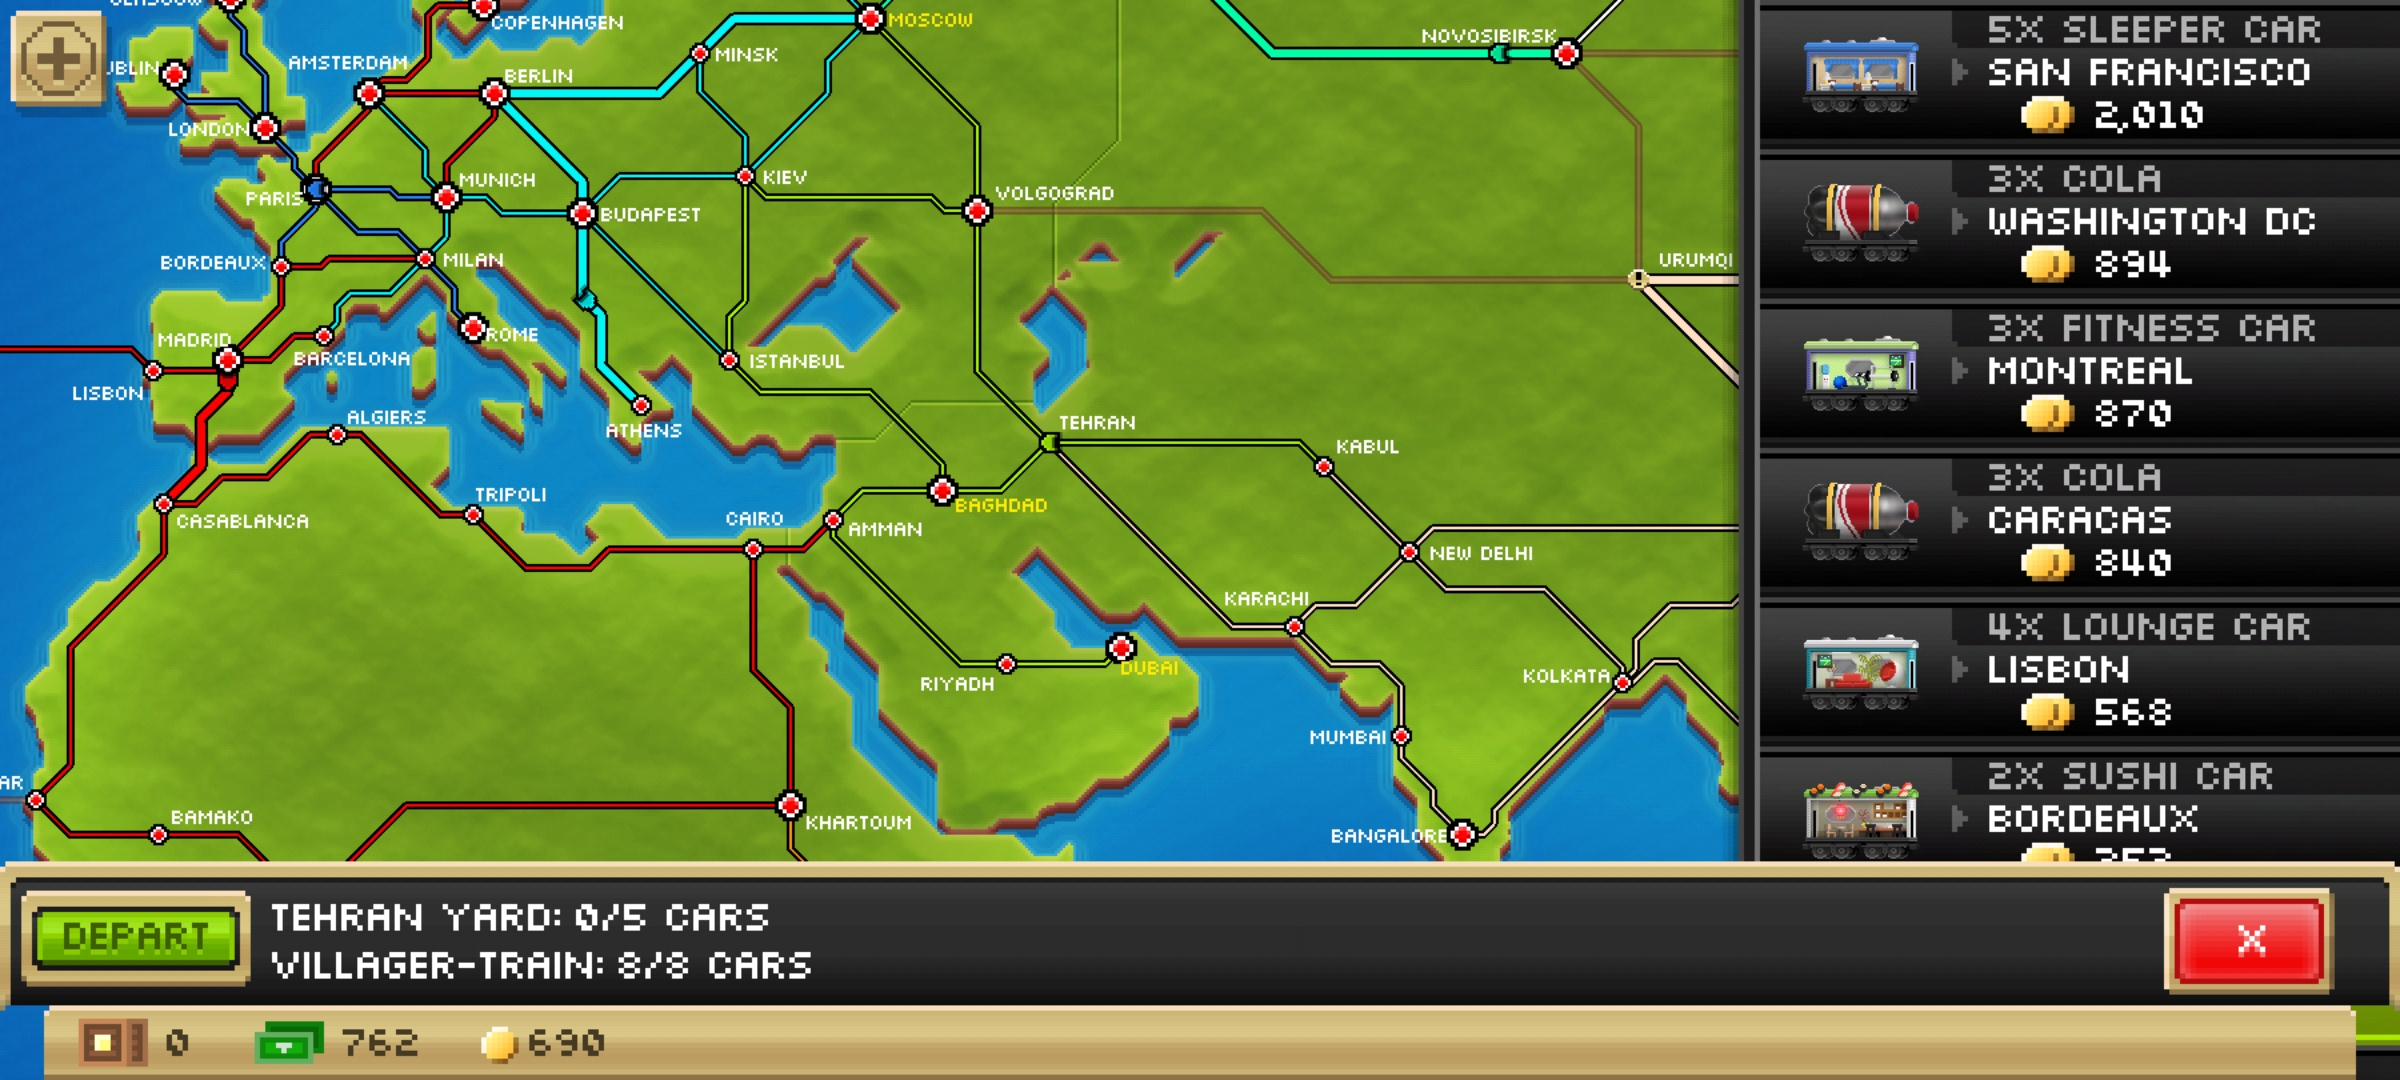 COPENHAGEN
MOSCOW
NOVOSIBIRSK
AMSTERDAM
MINSK
BERLIN
LONDON
PARIS
MUNICH
KIEV
VOLGOGRAD
BUDAPEST
BORDEAUX
MILAN
URUMQI
MADRID
ROME
BARCELONA
ISTANBUL
LISBON
ALGIERS
ATHENS
TEHRAN
KABUL
TRIPOLI
CASABLANCA
CAIRO
BAGHDAD
AMMAN
NEW DELHI
KARACHI
DUBAI
RIYADH
KOLKATA
MUMBAI
AR
BAMAKO
KHARTOUM
BANGALORE
5X SLEEPER CAR
SAN FRANCISCO
2,010
3X COLA
WASHINGTON DC
894
3X FITNESS CAR
MONTREAL
870
3X COLA
CARACAS
840
4X LOUNGE CAR
LISBON
568
2X SUSHI CAR
BORDEAUX
DEPART
TEHRAN YARD: 0/5 CARS
VILLAGER-TRAIN: 8/8 CARS
X
0
762
690